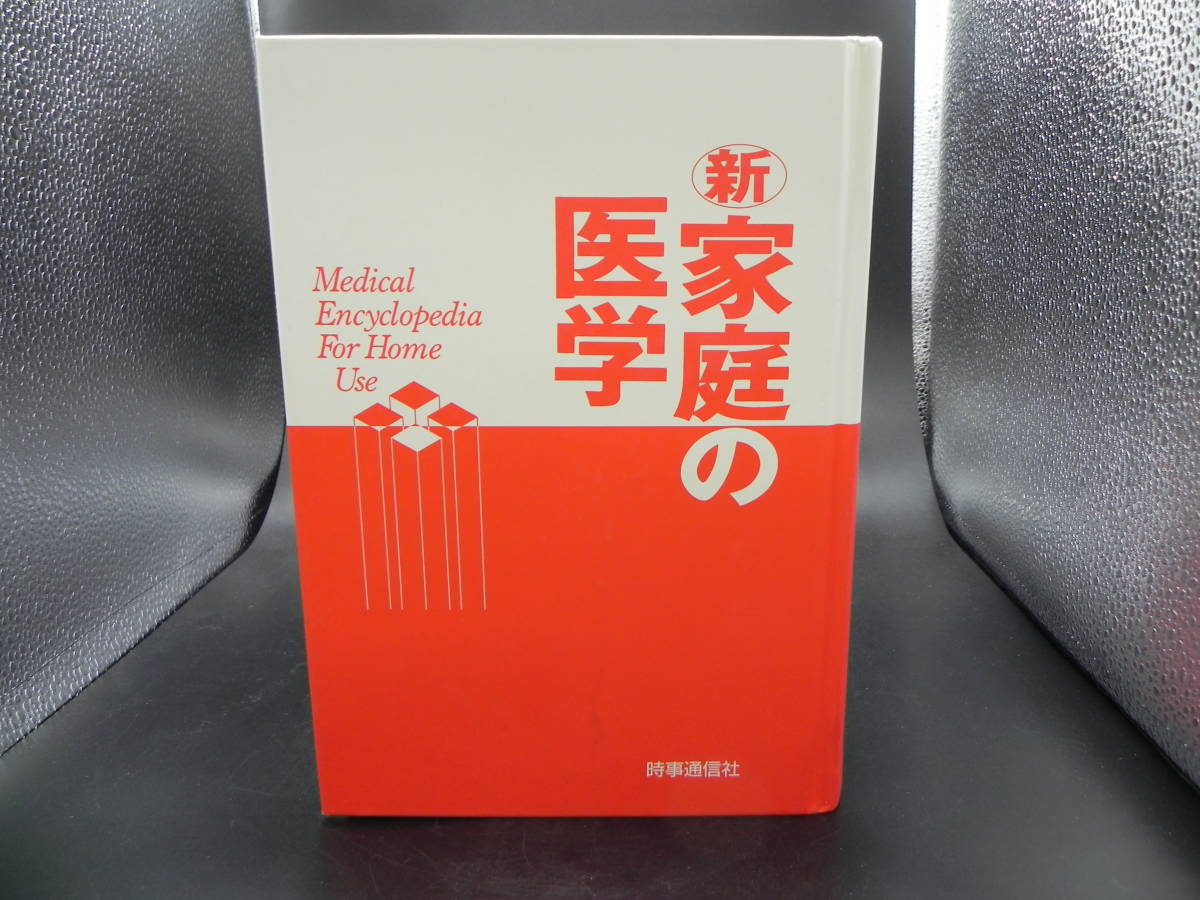 新家庭の
医学
Medical
Encyclopedia
For Home
Use
時事通信社